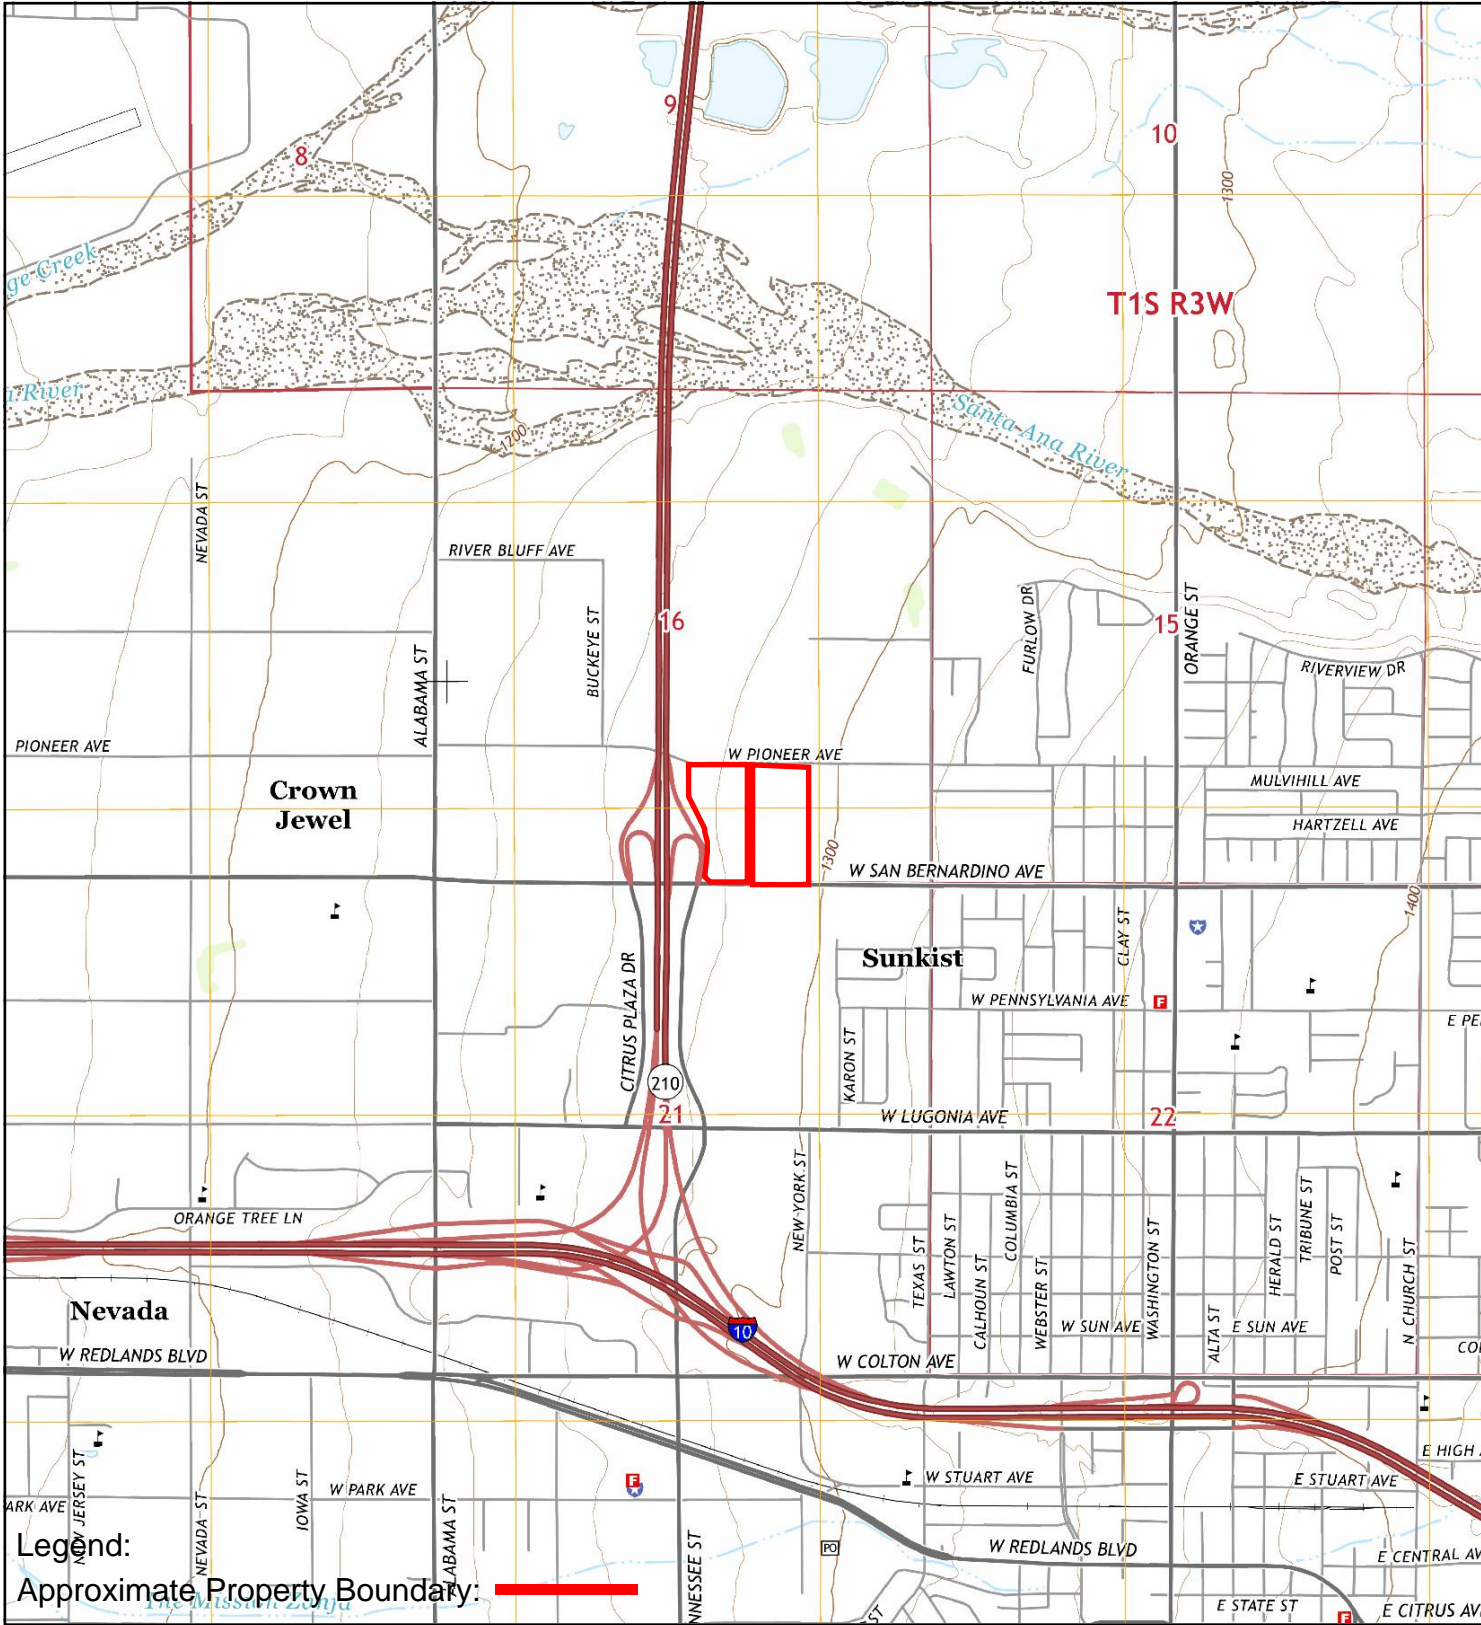 9
10
8
1300
ge Creek
T1S R3W
a River
Santa Ana River
1200
NEVADA ST
RIVER BLUFF AVE
BUCKEYE ST
16
FURLOW DR
15
ORANGE ST
RIVERVIEW DR
ALABAMA ST
PIONEER AVE
W PIONEER AVE
MULVIHILL AVE
Crown
Jewel
HARTZELL AVE
1300
W SAN BERNARDINO AVE
1400
CLAY ST
Sunkist
CITRUS PLAZA DR
W PENNSYLVANIA AVE
F
E PE
KARON ST
210
21
W LUGONIA AVE
22
NEW YORK ST
COLUMBIA ST
TRIBUNE ST
ORANGE TREE LN
TEXAS ST
LAWTON ST
CALHOUN ST
WEBSTER ST
WASHINGTON ST
HERALD ST
POST ST
N CHURCH ST
Nevada
10
W SUN AVE
ALTA ST
E SUN AVE
W REDLANDS BLVD
W COLTON AVE
CO
E HIGH
NEW JERSEY ST
NEVADA ST
IOWA ST
W PARK AVE
F
W STUART AVE
E STUART AVE
ARK AVE
ALABAMA ST
NNESSEE ST
PO
W REDLANDS BLVD
E CENTRAL AV
Legend:
Approximate Property Boundary:
The Mission Zanja
ST
E STATE ST
F
E CITRUS AV